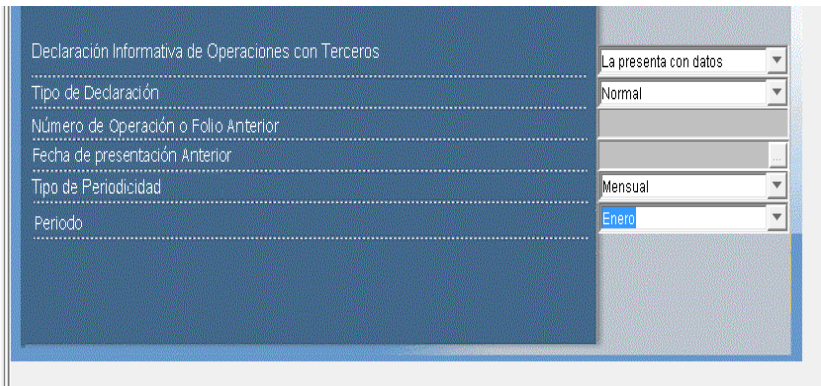 Declaración Informativa de Operaciones con Terceros
La presenta con datos
Tipo de Declaración
Normal
Número de Operación o Folio Anterior
Fecha de presentación Anterior
...
Tipo de Periodicidad
Mensual
Periodo
Enero